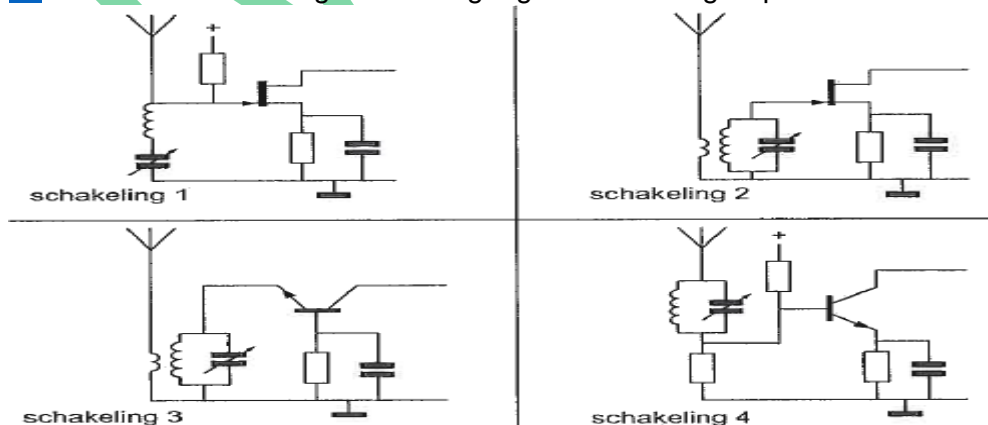 +
schakeling 1
schakeling 2
+
schakeling 3
schakeling 4